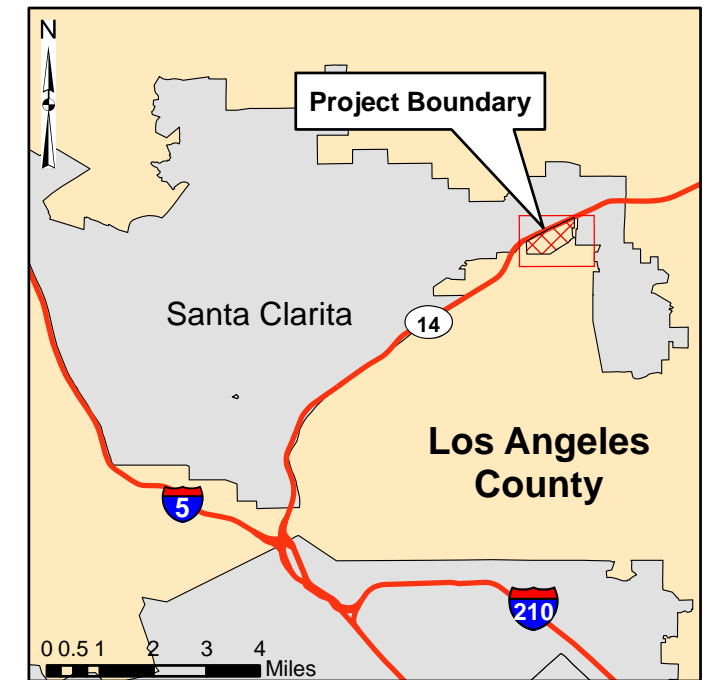 N
Project Boundary
Santa Clarita
14
Los Angeles
County
5
210
0 0.5 1 2 3 4
Miles